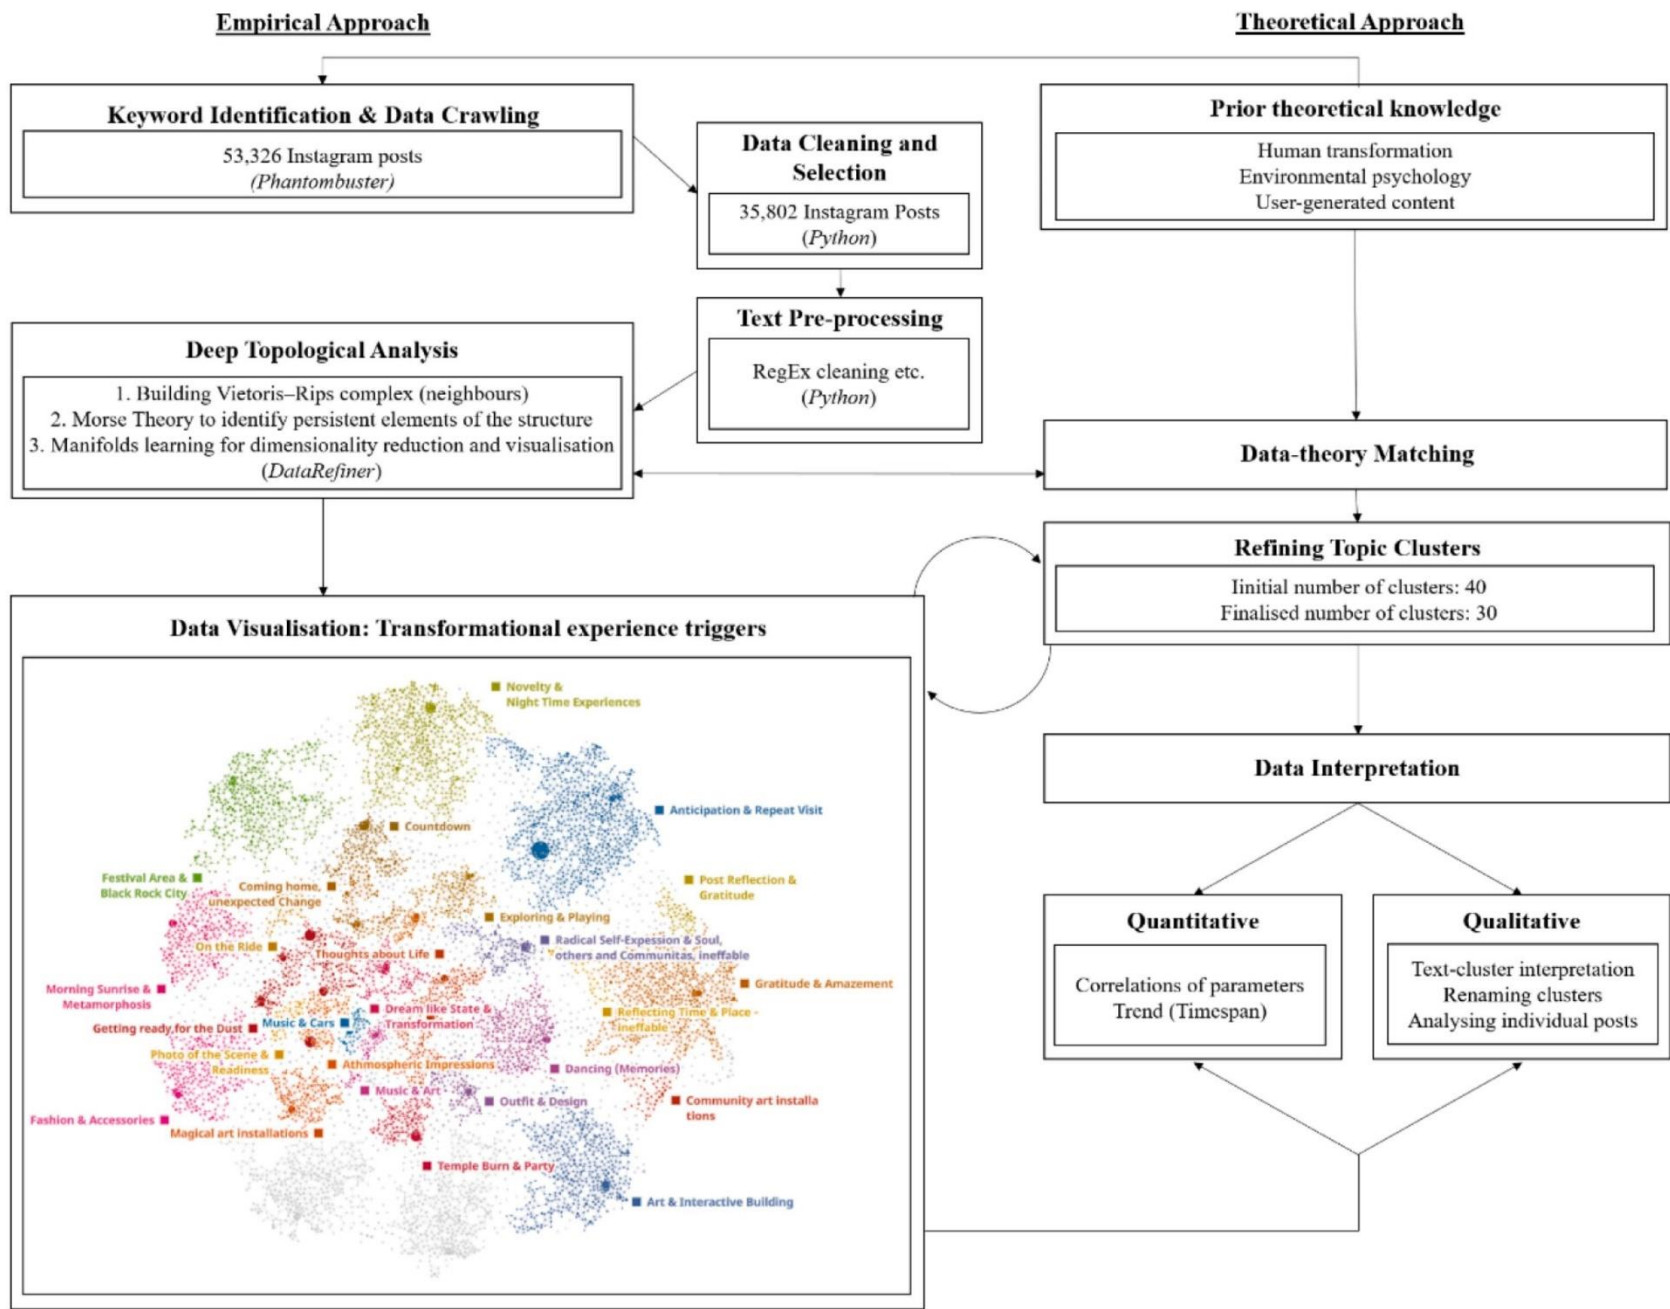 Empirical Approach
Theoretical Approach
Keyword Identification & Data Crawling
53,326 Instagram posts
(Phantombuster)
Data Cleaning and
Selection
35,802 Instagram Posts
(Python)
Prior theoretical knowledge
Human transformation
Environmental psychology
User-generated content
Text Pre-processing
RegEx cleaning etc.
(Python)
Deep Topological Analysis
1. Building Vietoris–Rips complex (neighbours)
2. Morse Theory to identify persistent elements of the structure
3. Manifolds learning for dimensionality reduction and visualisation
(DataRefiner)
Data-theory Matching
Refining Topic Clusters
Iinitial number of clusters: 40
Finalised number of clusters: 30
Data Visualisation: Transformational experience triggers
Novelty &
Night Time Experiences
Anticipation & Repeat Visit
Countdown
Festival Area &
Black Rock City
Coming home,
unexpected Change
Post Reflection &
Gratitude
Exploring & Playing
On the Ride
Thoughts about Life
Radical Self-Expession & Soul,
others and Communitas, ineffable
Morning Sunrise &
Metamorphosis
Gratitude & Amazement
Dream like State &
Transformation
Reflecting Time & Place -
ineffable
Getting ready,for the Dust
Music & Cars
Photo of the Scene &
Readiness
Athmospheric Impressions
Dancing (Memories)
Music & Art
Outfit & Design
Community art installa
tions
Fashion & Accessories
Magical art installations
Temple Burn & Party
Art & Interactive Building
Data Interpretation
Quantitative
Correlations of parameters
Trend (Timespan)
Qualitative
Text-cluster interpretation
Renaming clusters
Analysing individual posts